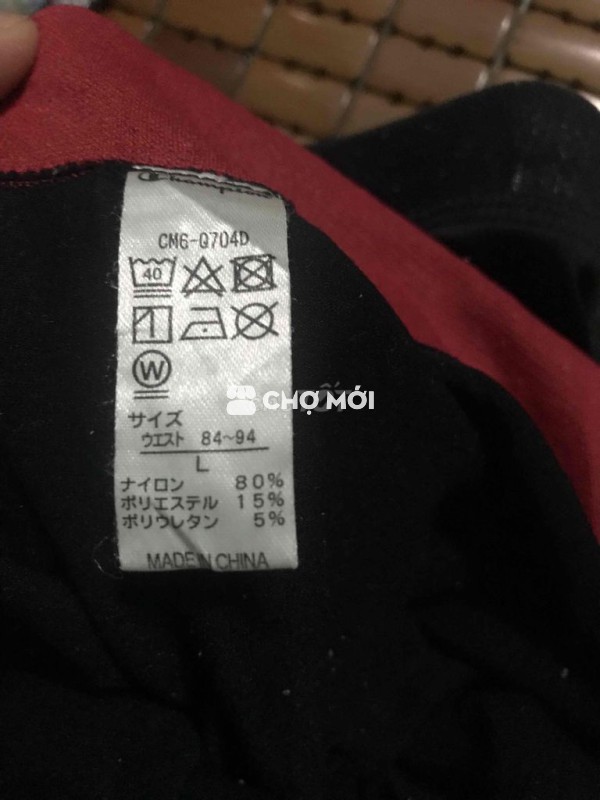 Champion
CM6-Q704D
40
W
CHỢ MỚI
サイズ
ウエスト 84~94
L
ナイロン 80%
ポリエステル 15%
ポリウレタン 5%
MADE IN CHINA